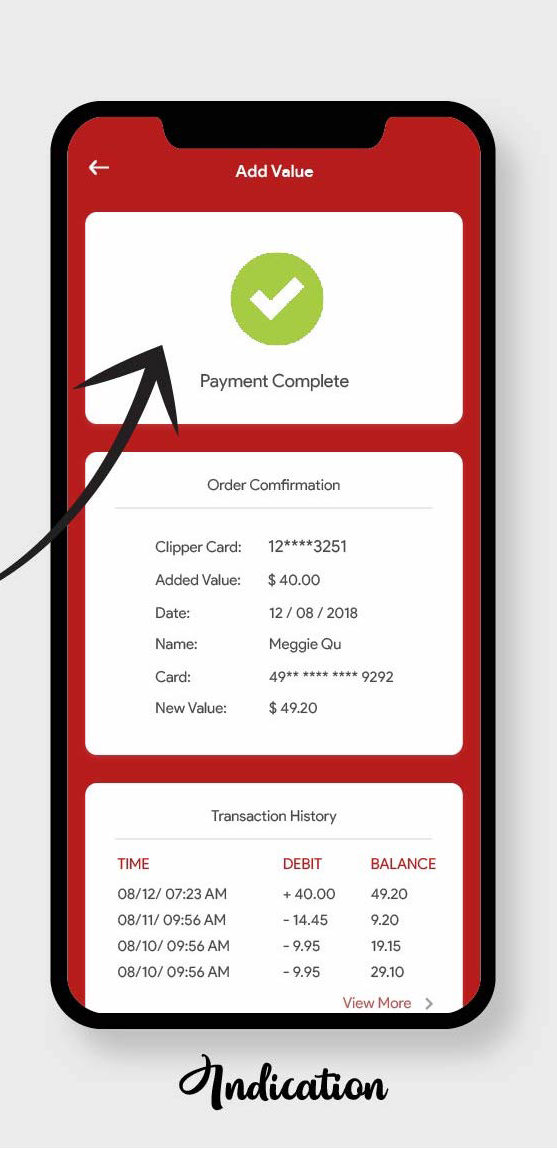 Add Value
Payment Complete
Order Comfirmation
Clipper Card: 12****3251
Added Value: $ 40.00
Date: 12 / 08 / 2018
Name: Meggie Qu
Card: 49** **** **** 9292
New Value: $ 49.20
Transaction History
TIME DEBIT BALANCE
08/12/ 07:23 AM + 40.00 49.20
08/11/ 09:56 AM - 14.45 9.20
08/10/ 09:56 AM - 9.95 19.15
08/10/ 09:56 AM - 9.95 29.10
View More >
Indication